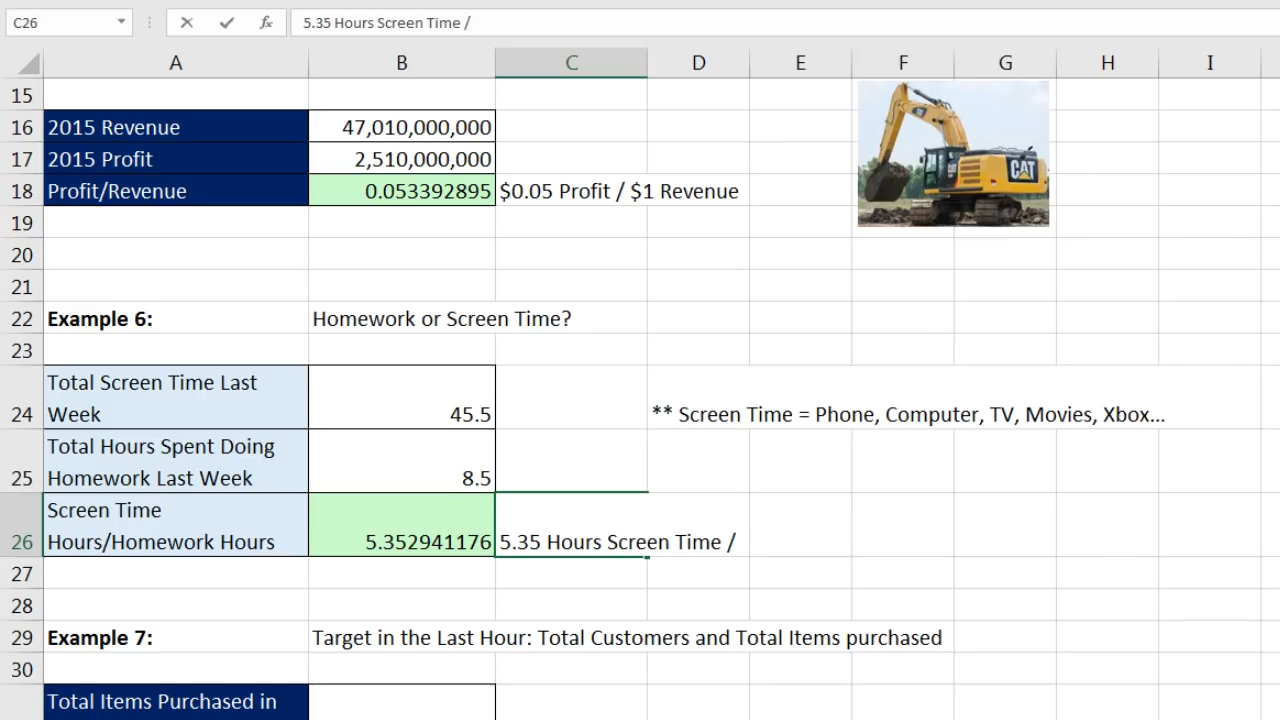 C26
5.35 Hours Screen Time /
A B C D E F G H I
15
16 2015 Revenue 47,010,000,000
17 2015 Profit 2,510,000,000
18 Profit/Revenue 0.053392895 $0.05 Profit / $1 Revenue
CAT
19
20
21
22 Example 6: Homework or Screen Time?
23
Total Screen Time Last
24 Week 45.5 ** Screen Time = Phone, Computer, TV, Movies, Xbox...
Total Hours Spent Doing
25 Homework Last Week 8.5
Screen Time
26 Hours/Homework Hours 5.352941176 5.35 Hours Screen Time /
27
28
29 Example 7: Target in the Last Hour: Total Customers and Total Items purchased
30
Total Items Purchased in